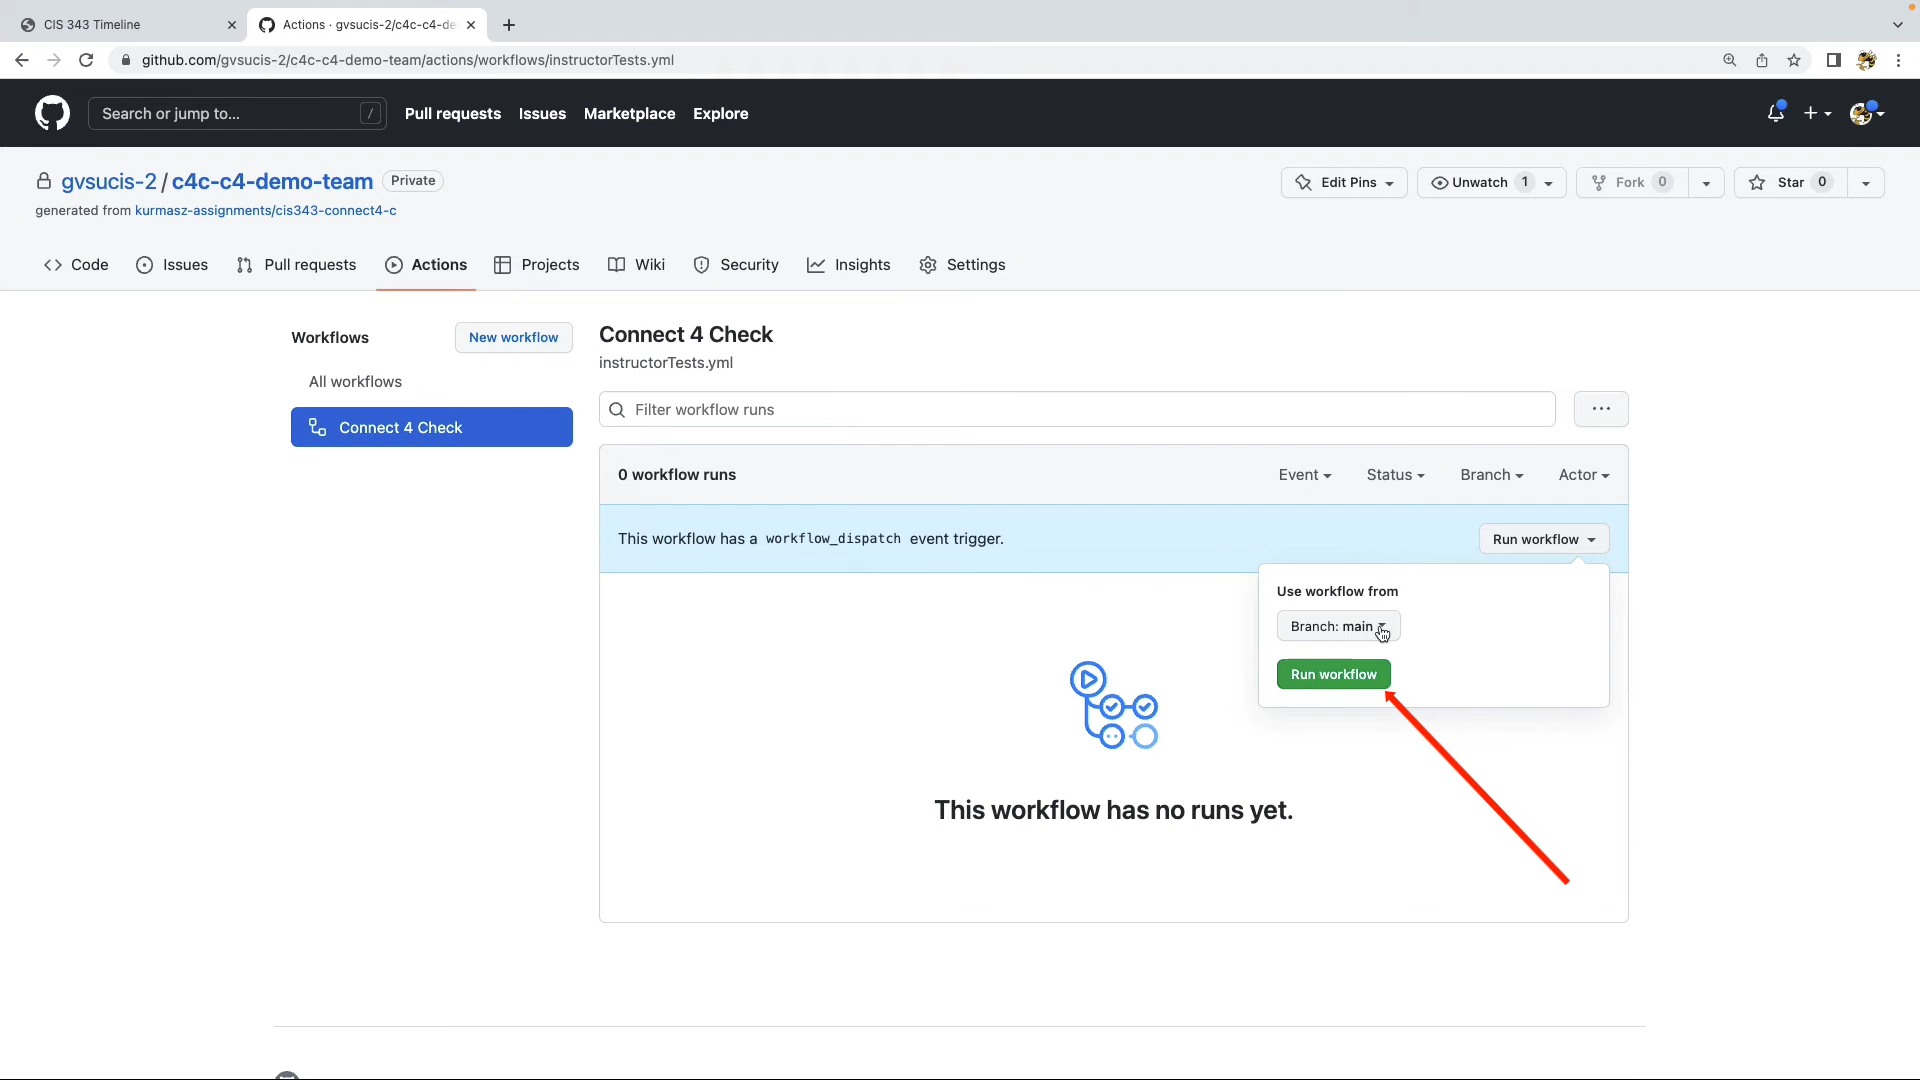 CIS 343 Timeline
Actions · gvsucis-2/c4c-c4-de
github.com/gvsucis-2/c4c-c4-demo-team/actions/workflows/instructorTests.yml
Search or jump to... /
Pull requests Issues Marketplace Explore
gvsucis-2 / c4c-c4-demo-team Private
Edit Pins Unwatch 1 Fork 0 Star 0
generated from kurmasz-assignments/cis343-connect4-c
Code Issues Pull requests Actions Projects Wiki Security Insights Settings
Workflows New workflow
All workflows
Connect 4 Check
Connect 4 Check
instructorTests.yml
Filter workflow runs
0 workflow runs Event Status Branch Actor
This workflow has a workflow_dispatch event trigger. Run workflow
Use workflow from
Branch: main
Run workflow
This workflow has no runs yet.